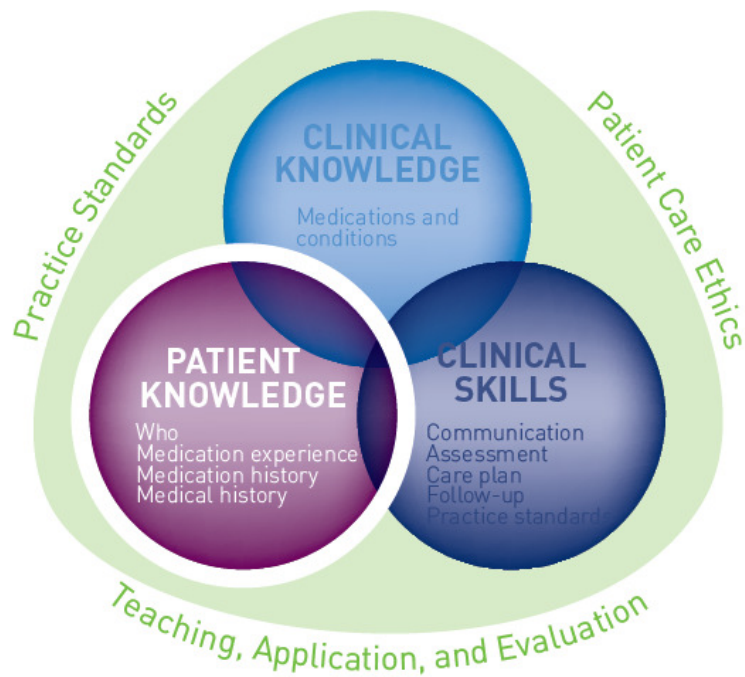 Practice Standards
Patient Care Ethics
CLINICAL
KNOWLEDGE
Medications and
conditions
PATIENT
KNOWLEDGE
Who
Medication experience
Medication history
Medical history
CLINICAL
SKILLS
Communication
Assessment
Care plan
Follow-up
Practice standards
Teaching, Application, and Evaluation